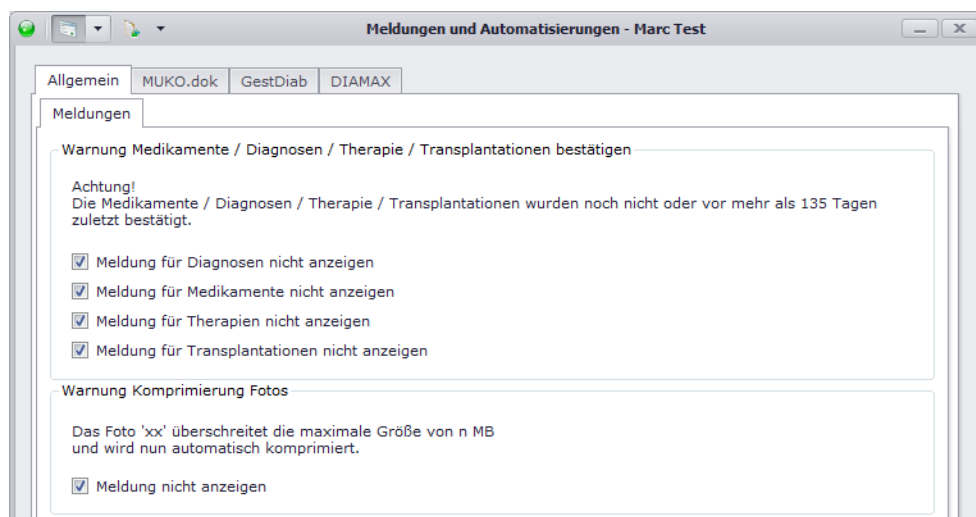 Meldungen und Automatisierungen - Marc Test
Allgemein MUKO.dok GestDiab DIAMAX
Meldungen
Warnung Medikamente / Diagnosen / Therapie / Transplantationen bestätigen
Achtung!
Die Medikamente / Diagnosen / Therapie / Transplantationen wurden noch nicht oder vor mehr als 135 Tagen
zuletzt bestätigt.
Meldung für Diagnosen nicht anzeigen
Meldung für Medikamente nicht anzeigen
Meldung für Therapien nicht anzeigen
Meldung für Transplantationen nicht anzeigen
Warnung Komprimierung Fotos
Das Foto 'xx' überschreitet die maximale Größe von n MB
und wird nun automatisch komprimiert.
Meldung nicht anzeigen